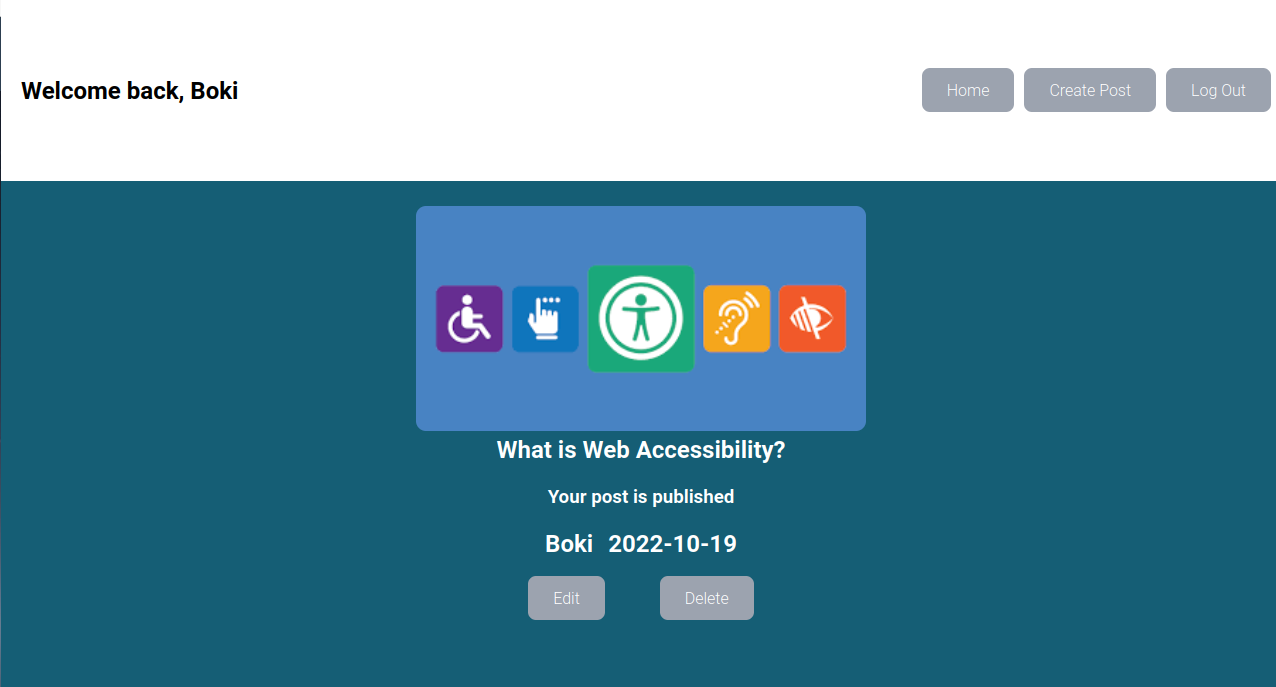 Welcome back, Boki
Home
Create Post
Log Out
What is Web Accessibility?
Your post is published
Boki 2022-10-19
Edit
Delete